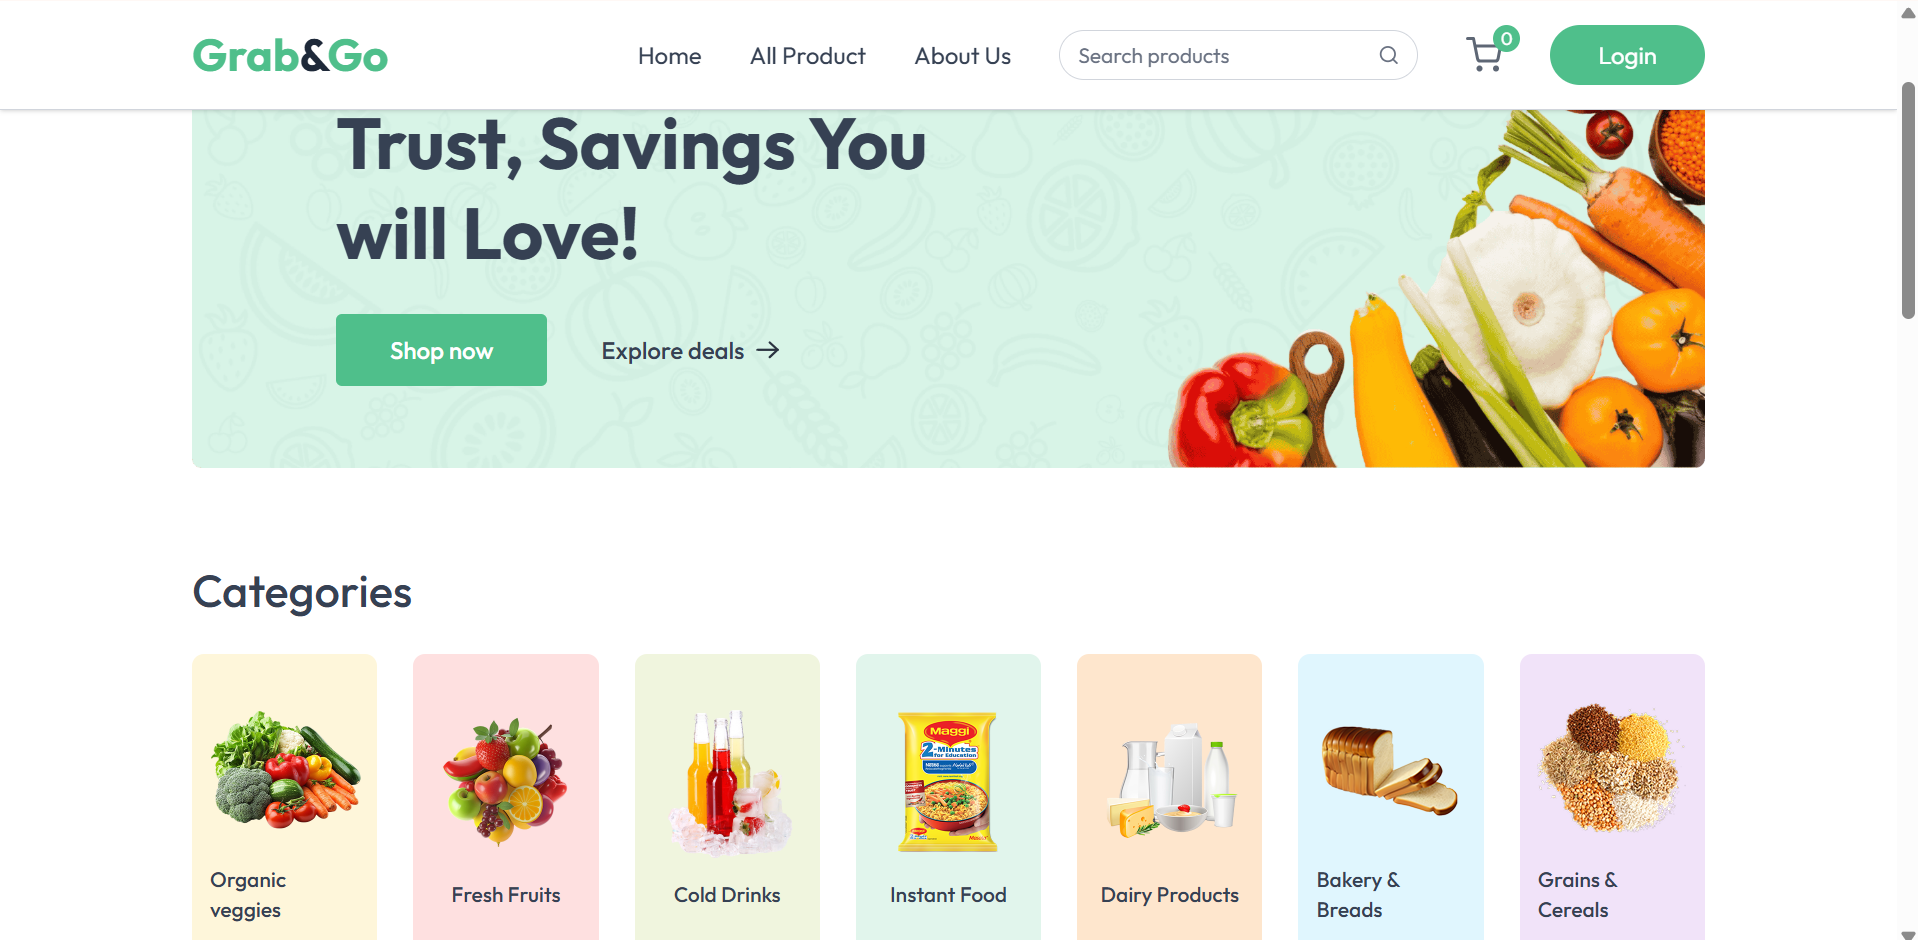 Grab&Go
Home
All Product
About Us
Search products
0
Login
Trust, Savings You
will Love!
Shop now
Explore deals
Categories
Maggi
2-Minutes
for Education
Organic
veggies
Fresh Fruits
Cold Drinks
Instant Food
Dairy Products
Bakery &
Breads
Grains &
Cereals